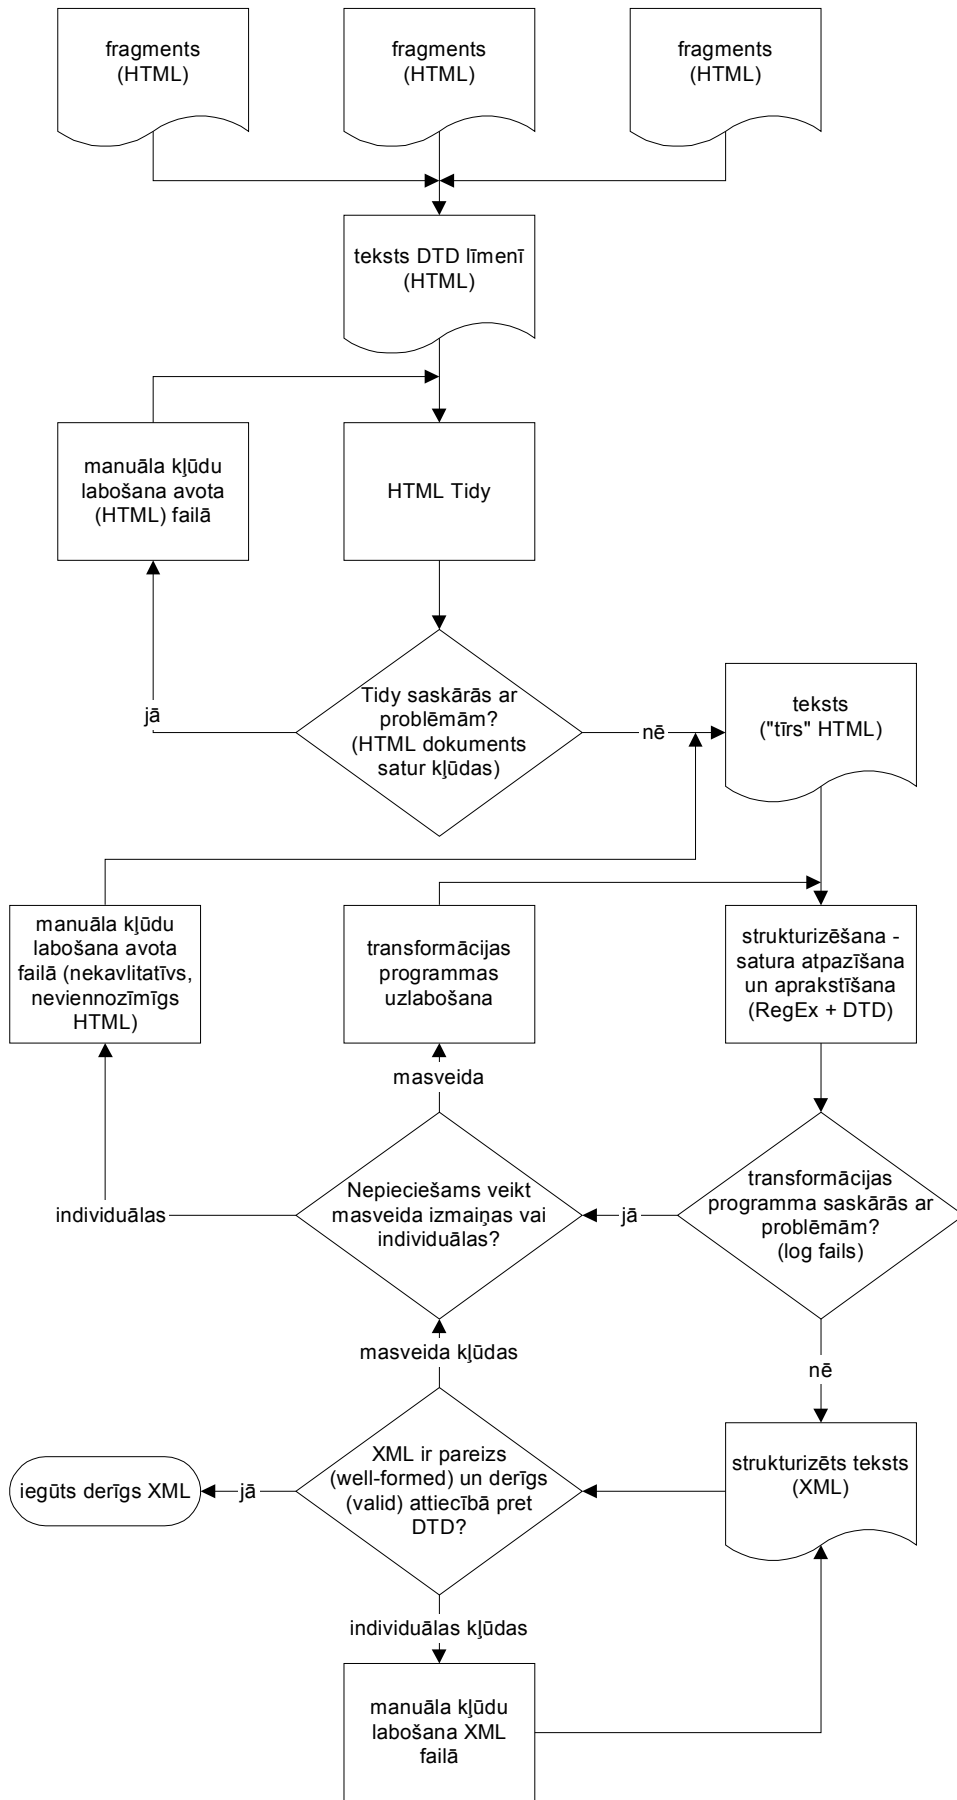 fragments
(HTML)
fragments
(HTML)
fragments
(HTML)
teksts DTD līmenī
(HTML)
manuāla kļūdu
labošana avota
(HTML) failā
HTML Tidy
Tidy saskārās ar
problēmām?
(HTML dokuments
satur kļūdas)
jā
nē
teksts
("tīrs" HTML)
manuāla kļūdu
labošana avota
failā (nekavlitatīvs,
neviennozīmīgs
HTML)
transformācijas
programmas
uzlabošana
strukturizēšana -
satura atpazīšana
un aprakstīšana
(RegEx + DTD)
masveida
individuālas
Nepieciešams veikt
masveida izmaiņas vai
individuālas?
jā
transformācijas
programma saskārās ar
problēmām?
(log fails)
masveida kļūdas
nē
iegūts derīgs XML
jā
XML ir pareizs
(well-formed) un derīgs
(valid) attiecībā pret
DTD?
strukturizēts teksts
(XML)
individuālas kļūdas
manuāla kļūdu
labošana XML
failā